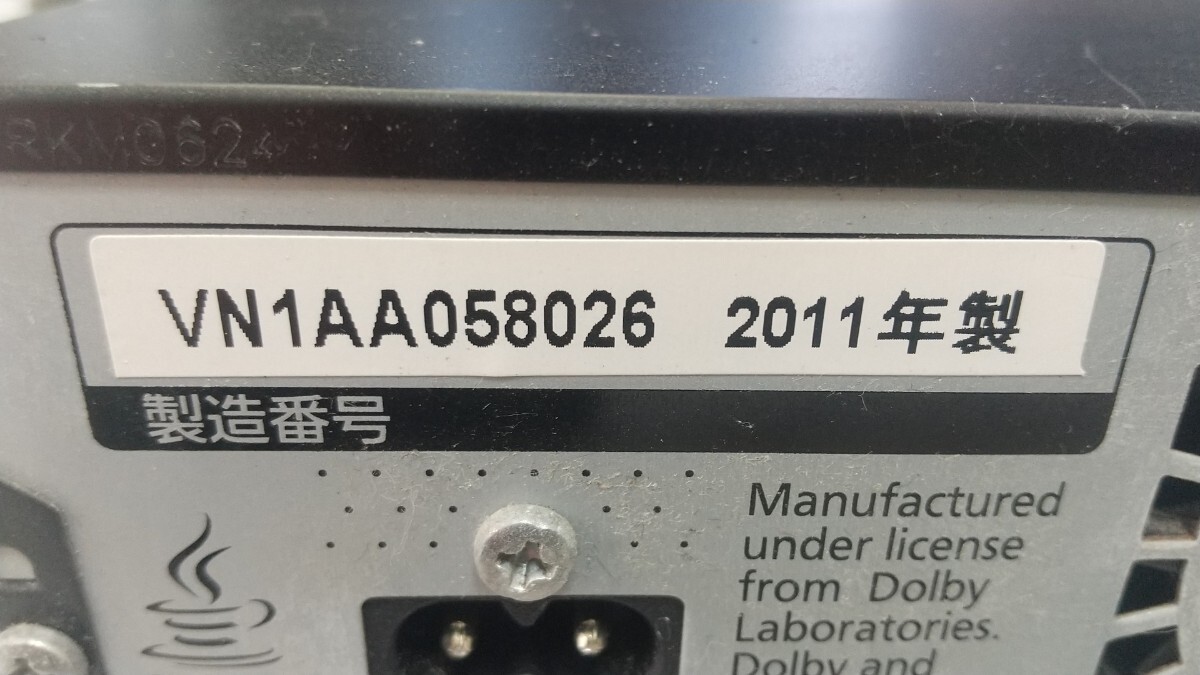 RKM0624
VN1AA058026 2011年製
製造番号
Manufactured
under license
from Dolby
Laboratories.
Dolby and